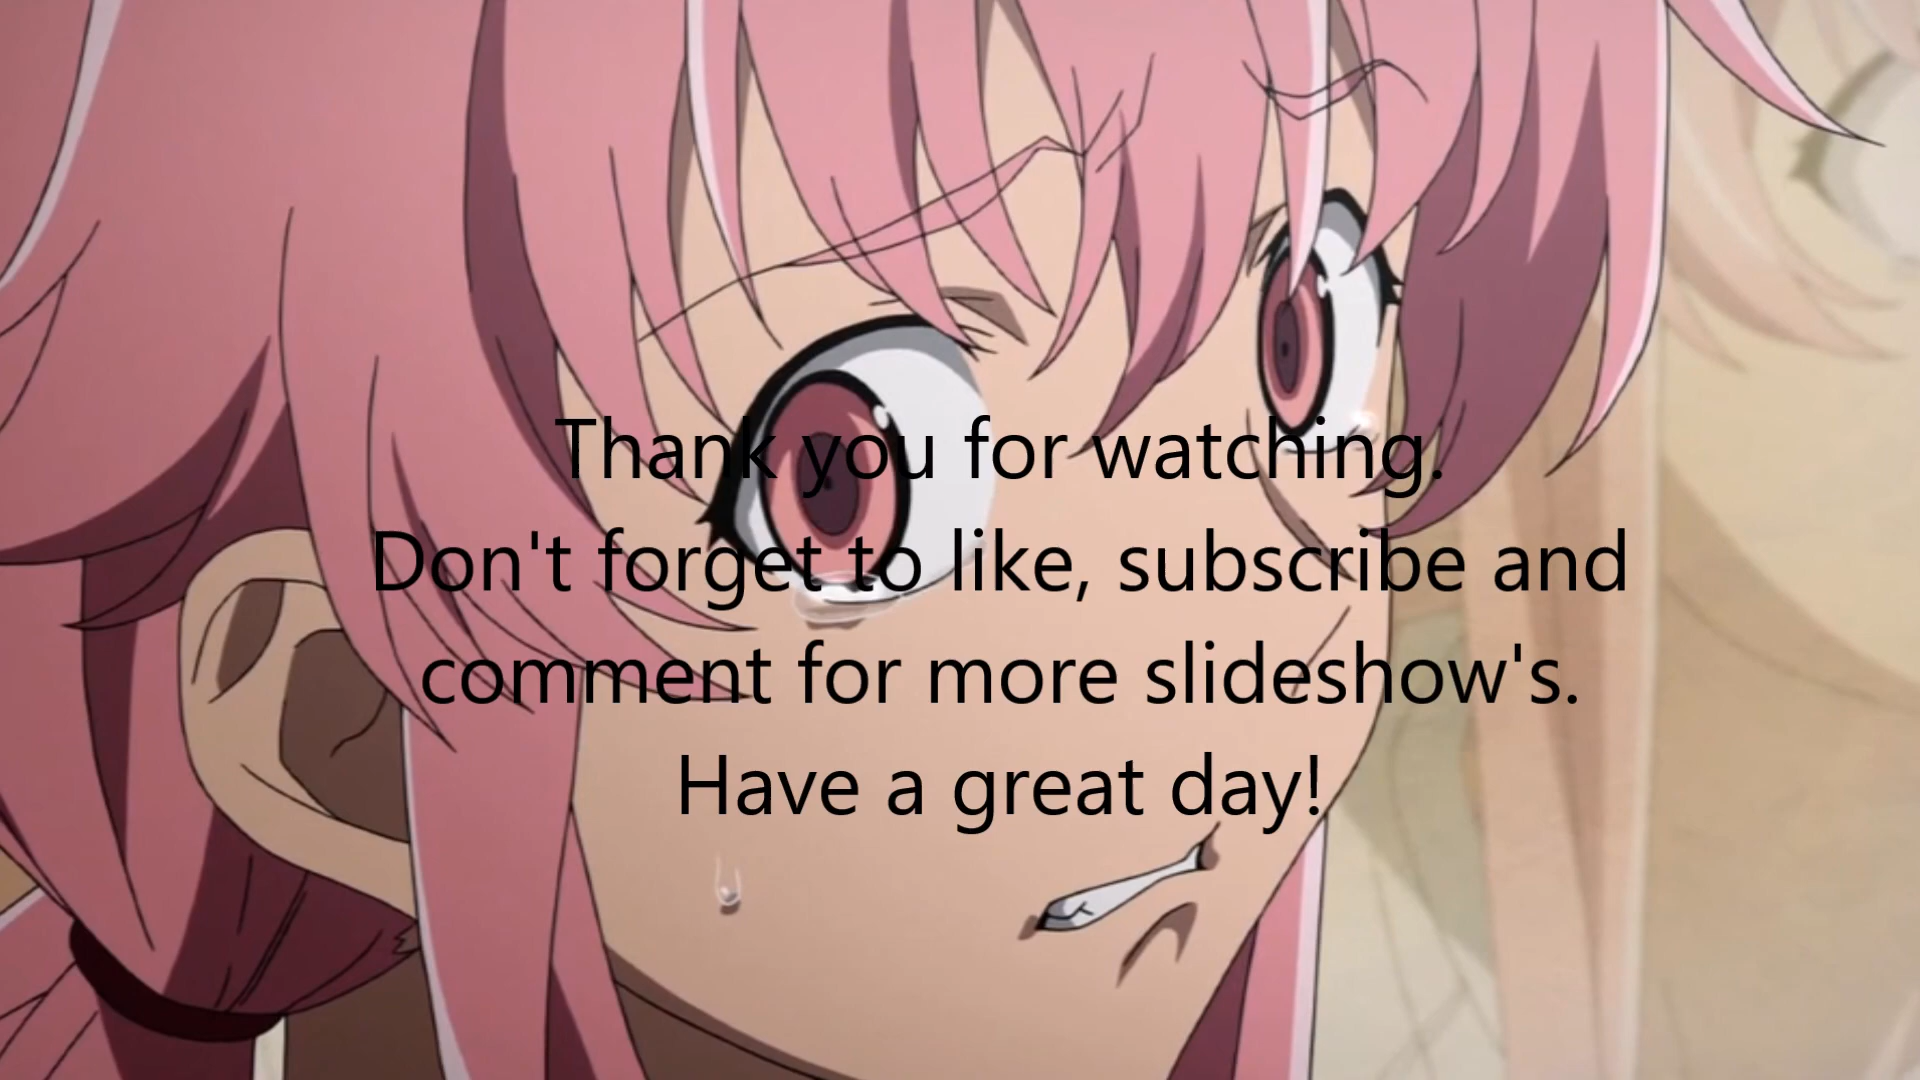 Thank you for watching.
Don't forget to like, subscribe and
comment for more slideshow's.
Have a great day!